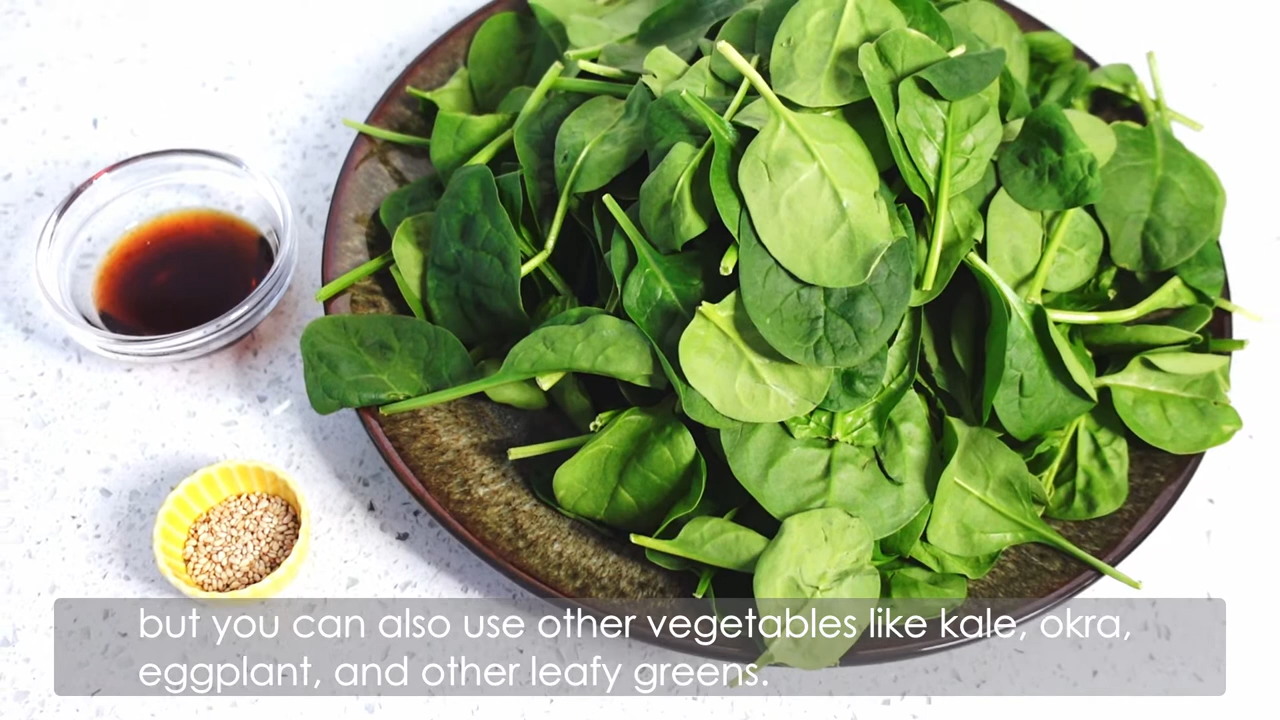 but you can also use other vegetables like kale, okra,
eggplant, and other leafy greens.